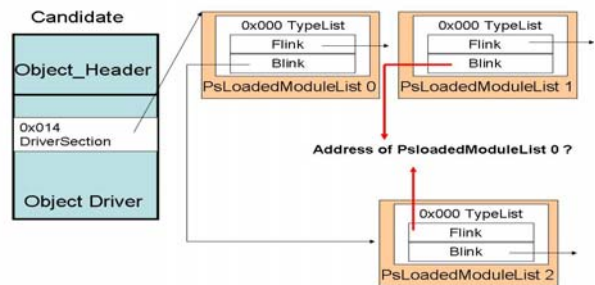 Candidate
Object_Header
0x014
DriverSection
Object Driver
0x000 TypeList
Flink
Blink
PsLoadedModuleList 0
0x000 TypeList
Flink
Blink
PsLoadedModuleList 1
Address of PsloadedModuleList 0 ?
0x000 TypeList
Flink
Blink
PsLoadedModuleList 2